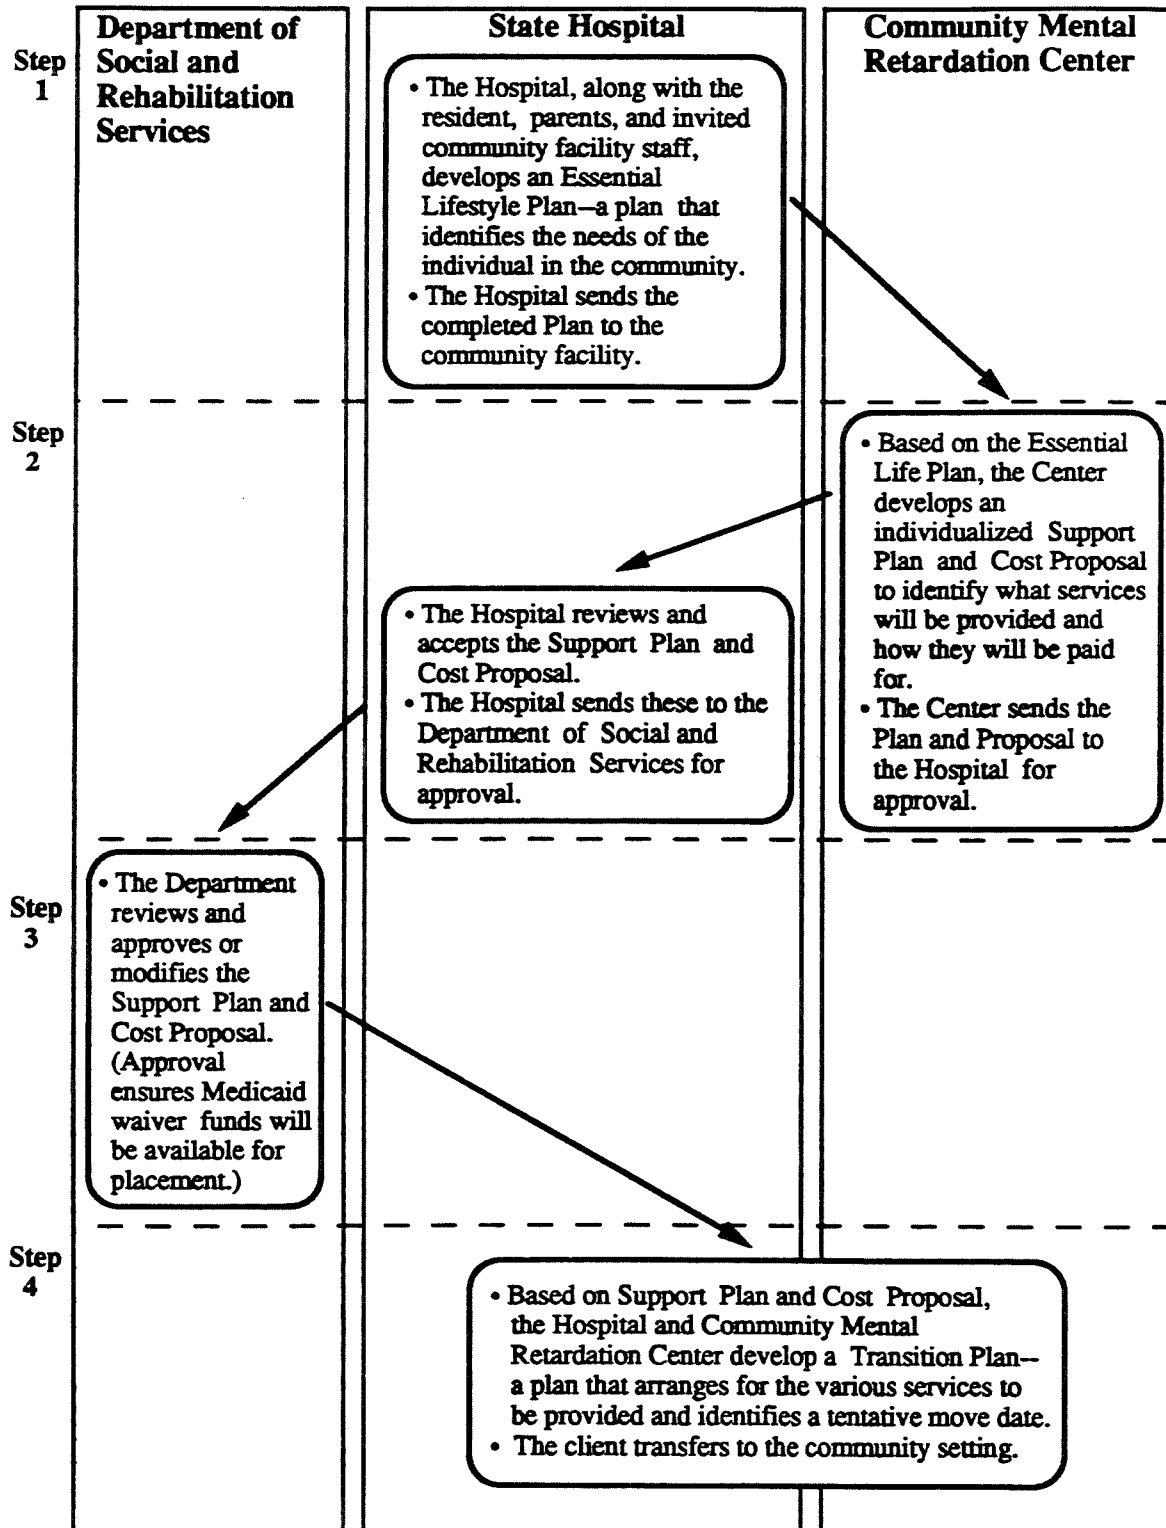 Department of
Social and
Rehabilitation
Services
State Hospital
Community Mental
Retardation Center
Step
1
• The Hospital, along with the
resident, parents, and invited
community facility staff,
develops an Essential
Lifestyle Plan--a plan that
identifies the needs of the
individual in the community.
• The Hospital sends the
completed Plan to the
community facility.
Step
2
• Based on the Essential
Life Plan, the Center
develops an
individualized Support
Plan and Cost Proposal
to identify what services
will be provided and
how they will be paid
for.
• The Center sends the
Plan and Proposal to
the Hospital for
approval.
• The Hospital reviews and
accepts the Support Plan and
Cost Proposal.
• The Hospital sends these to the
Department of Social and
Rehabilitation Services for
approval.
Step
3
• The Department
reviews and
approves or
modifies the
Support Plan and
Cost Proposal.
(Approval
ensures Medicaid
waiver funds will
be available for
placement.)
Step
4
• Based on Support Plan and Cost Proposal,
the Hospital and Community Mental
Retardation Center develop a Transition Plan--
a plan that arranges for the various services to
be provided and identifies a tentative move date.
• The client transfers to the community setting.